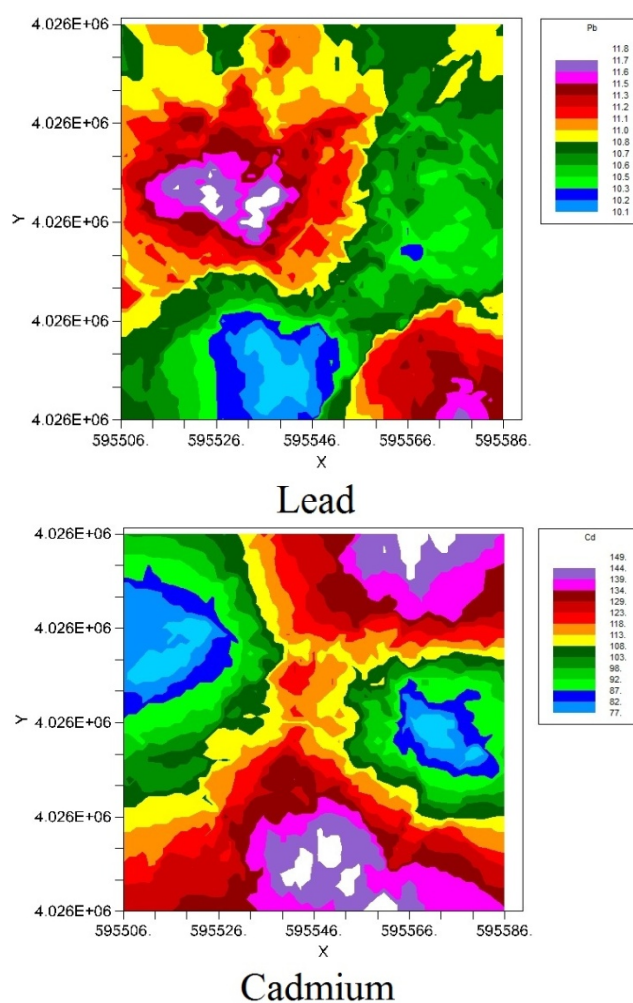 Pb
11.8
11.7
11.6
11.5
11.3
11.2
11.1
11.0
10.8
10.7
10.6
10.5
10.3
10.2
10.1
4.026E+06
4.026E+06
4.026E+06
4.026E+06
4.026E+06
Y
595506. 595526. 595546. 595566. 595586.
X
Lead
Cd
149.
144.
139.
134.
129.
123.
118.
113.
108.
103.
98.
92.
87.
82.
77.
4.026E+06
4.026E+06
4.026E+06
4.026E+06
4.026E+06
Y
595506. 595526. 595546. 595566. 595586.
X
Cadmium